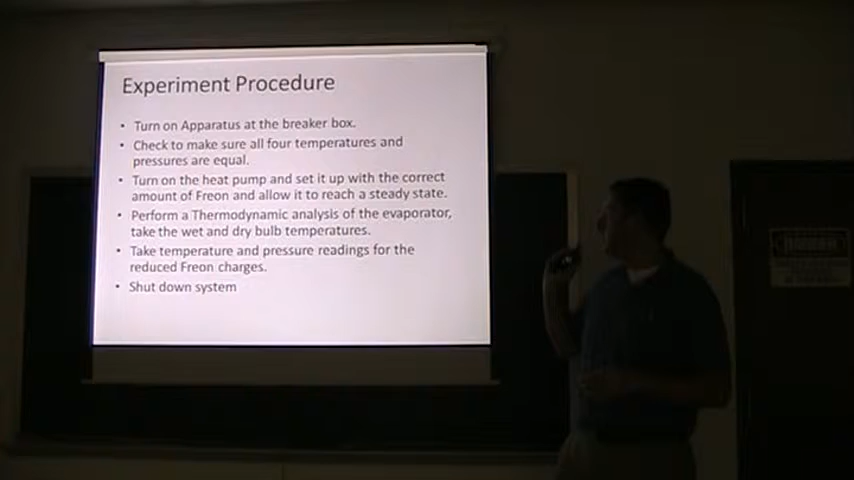 Experiment Procedure
• Turn on Apparatus at the breaker box.
• Check to make sure all four temperatures and
pressures are equal.
• Turn on the heat pump and set it up with the correct
amount of Freon and allow it to reach a steady state.
• Perform a Thermodynamic analysis of the evaporator,
take the wet and dry bulb temperatures.
• Take temperature and pressure readings for the
reduced Freon charges.
• Shut down system